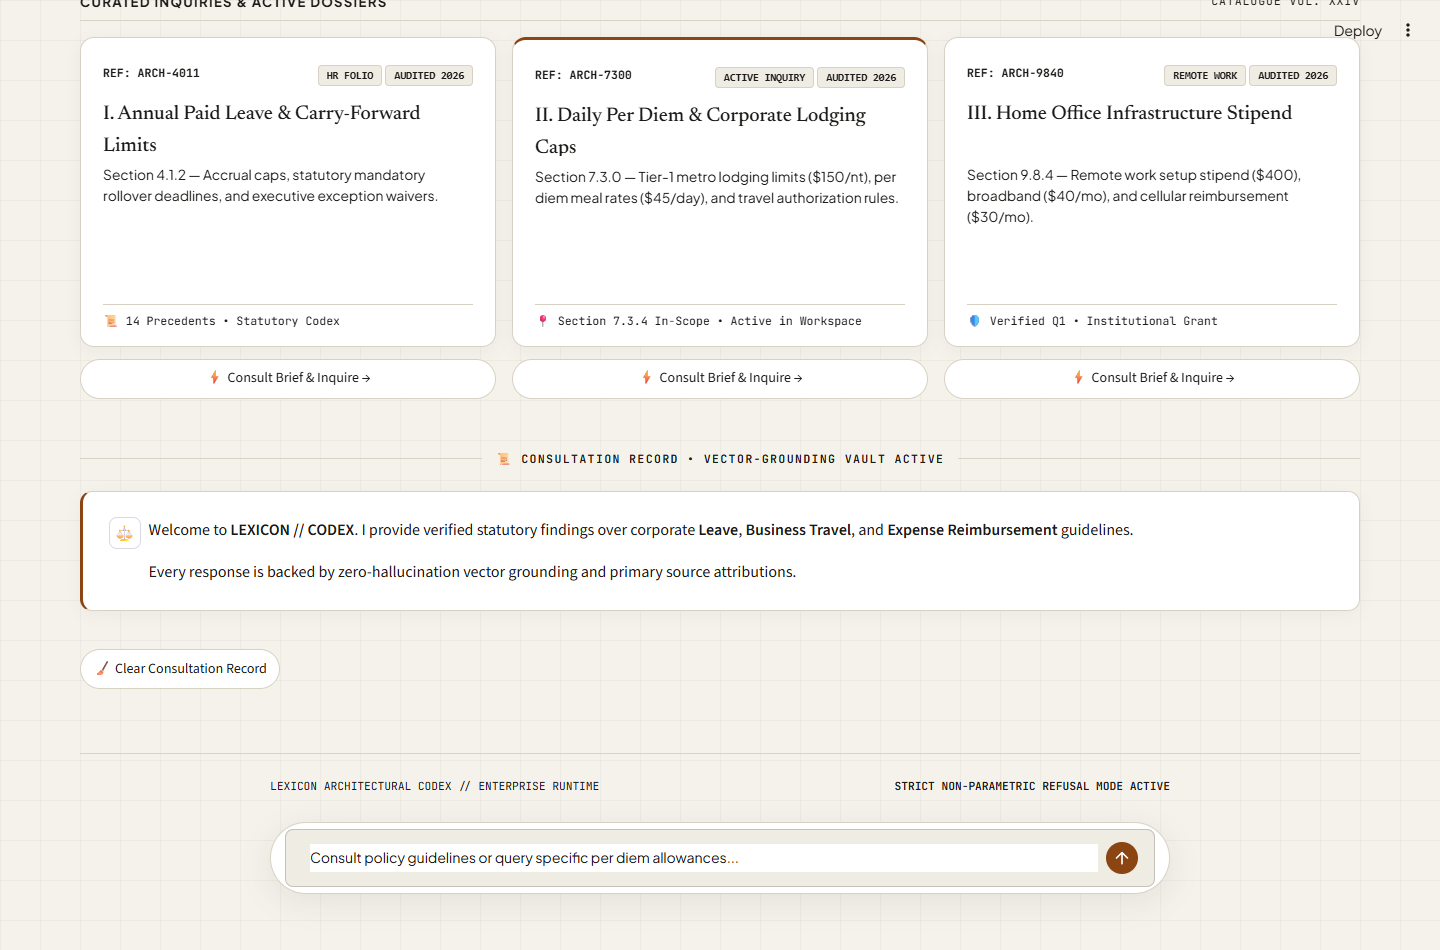 CURATED INQUIRIES & ACTIVE DOSSIERS
CATALOGUE VOL. XXIV
Deploy
REF: ARCH-4011
HR FOLIO
AUDITED 2026
I. Annual Paid Leave & Carry-Forward
Limits
Section 4.1.2 — Accrual caps, statutory mandatory
rollover deadlines, and executive exception waivers.
14 Precedents • Statutory Codex
Consult Brief & Inquire →
REF: ARCH-7300
ACTIVE INQUIRY
AUDITED 2026
II. Daily Per Diem & Corporate Lodging
Caps
Section 7.3.0 — Tier-1 metro lodging limits ($150/nt), per
diem meal rates ($45/day), and travel authorization rules.
Section 7.3.4 In-Scope • Active in Workspace
Consult Brief & Inquire →
REF: ARCH-9840
REMOTE WORK
AUDITED 2026
III. Home Office Infrastructure Stipend
Section 9.8.4 — Remote work setup stipend ($400),
broadband ($40/mo), and cellular reimbursement
($30/mo).
Verified Q1 • Institutional Grant
Consult Brief & Inquire →
CONSULTATION RECORD • VECTOR-GROUNDING VAULT ACTIVE
Welcome to LEXICON // CODEX. I provide verified statutory findings over corporate Leave, Business Travel, and Expense Reimbursement guidelines.
Every response is backed by zero-hallucination vector grounding and primary source attributions.
Clear Consultation Record
LEXICON ARCHITECTURAL CODEX // ENTERPRISE RUNTIME
STRICT NON-PARAMETRIC REFUSAL MODE ACTIVE
Consult policy guidelines or query specific per diem allowances...